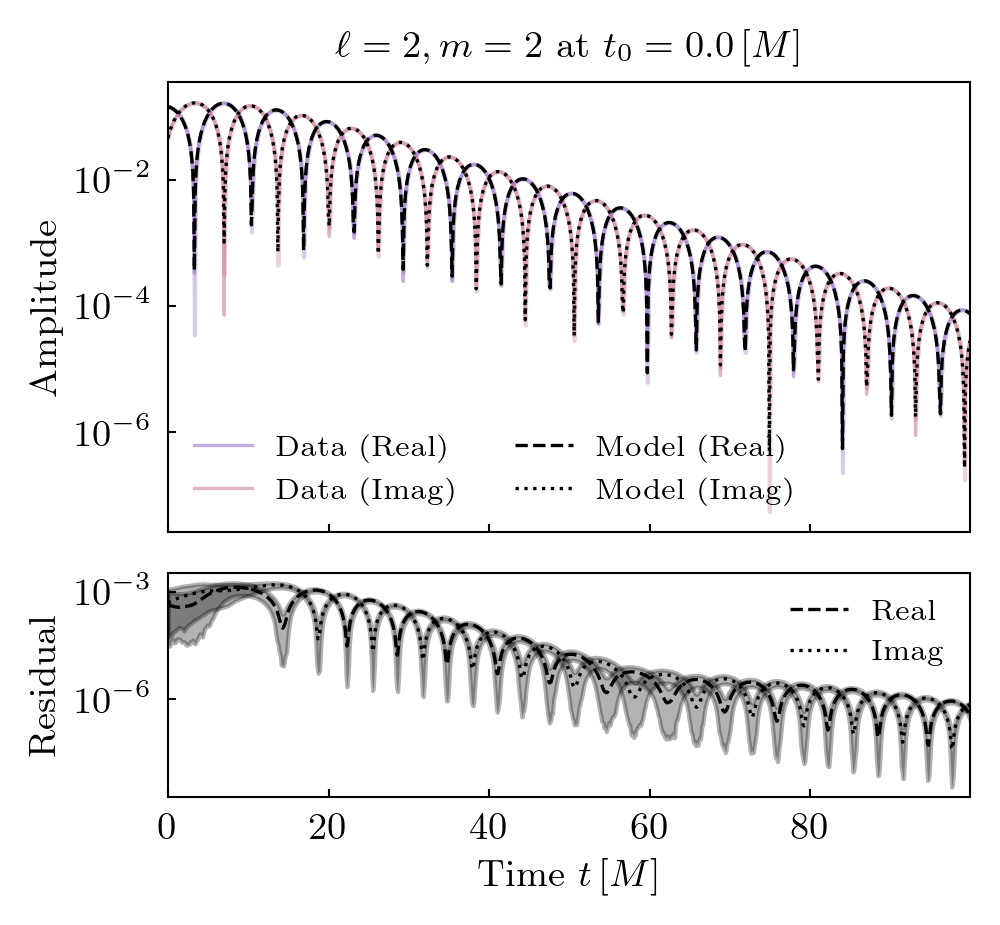 ℓ = 2, m = 2 at t₀ = 0.0 [M]
Amplitude
10⁻²
10⁻⁴
10⁻⁶
Data (Real)
Data (Imag)
Model (Real)
Model (Imag)
Residual
10⁻³
10⁻⁶
Real
Imag
0 20 40 60 80
Time t [M]